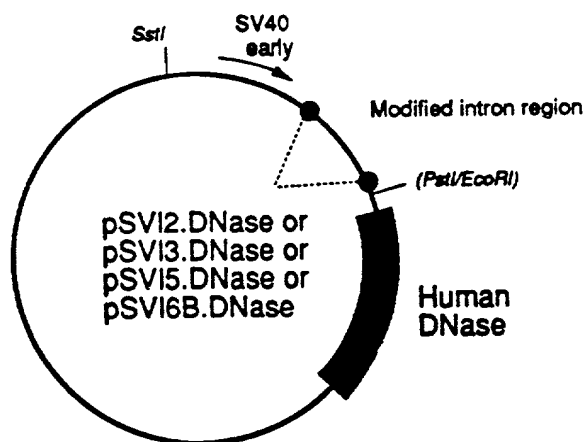 SstI
SV40
early
Modified intron region
(PstI/EcoRI)
pSVI2.DNase or
pSVI3.DNase or
pSVI5.DNase or
pSVI6B.DNase
Human
DNase